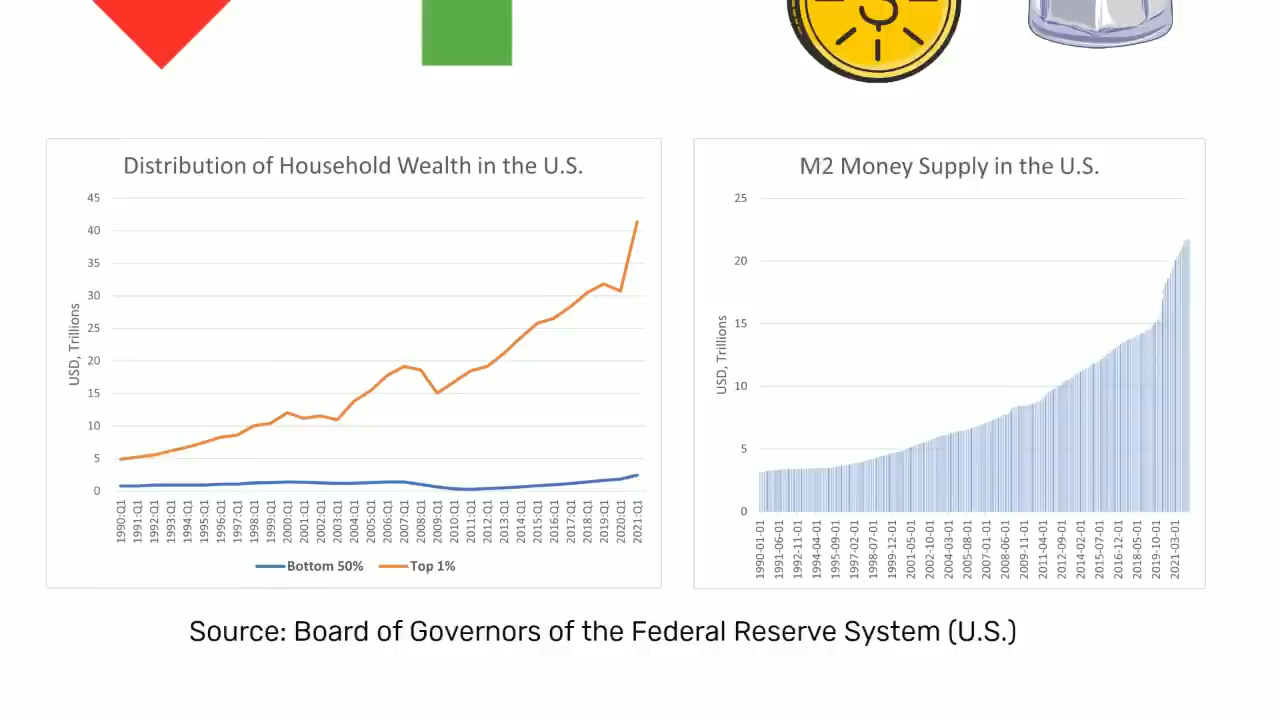 $
Distribution of Household Wealth in the U.S.
45
40
35
30
25
20
15
10
5
0
USD, Trillions
1990:Q1
1991:Q1
1992:Q1
1993:Q1
1994:Q1
1995:Q1
1996:Q1
1997:Q1
1998:Q1
1999:Q1
2000:Q1
2001:Q1
2002:Q1
2003:Q1
2004:Q1
2005:Q1
2006:Q1
2007:Q1
2008:Q1
2009:Q1
2010:Q1
2011:Q1
2012:Q1
2013:Q1
2014:Q1
2015:Q1
2016:Q1
2017:Q1
2018:Q1
2019:Q1
2020:Q1
2021:Q1
Bottom 50% Top 1%
M2 Money Supply in the U.S.
25
20
15
10
5
0
USD, Trillions
1990-01-01
1991-06-01
1992-11-01
1994-04-01
1995-09-01
1997-02-01
1998-07-01
1999-12-01
2001-05-01
2002-10-01
2004-03-01
2005-08-01
2007-01-01
2008-06-01
2009-11-01
2011-04-01
2012-09-01
2014-02-01
2015-07-01
2016-12-01
2018-05-01
2019-10-01
2021-03-01
Source: Board of Governors of the Federal Reserve System (U.S.)